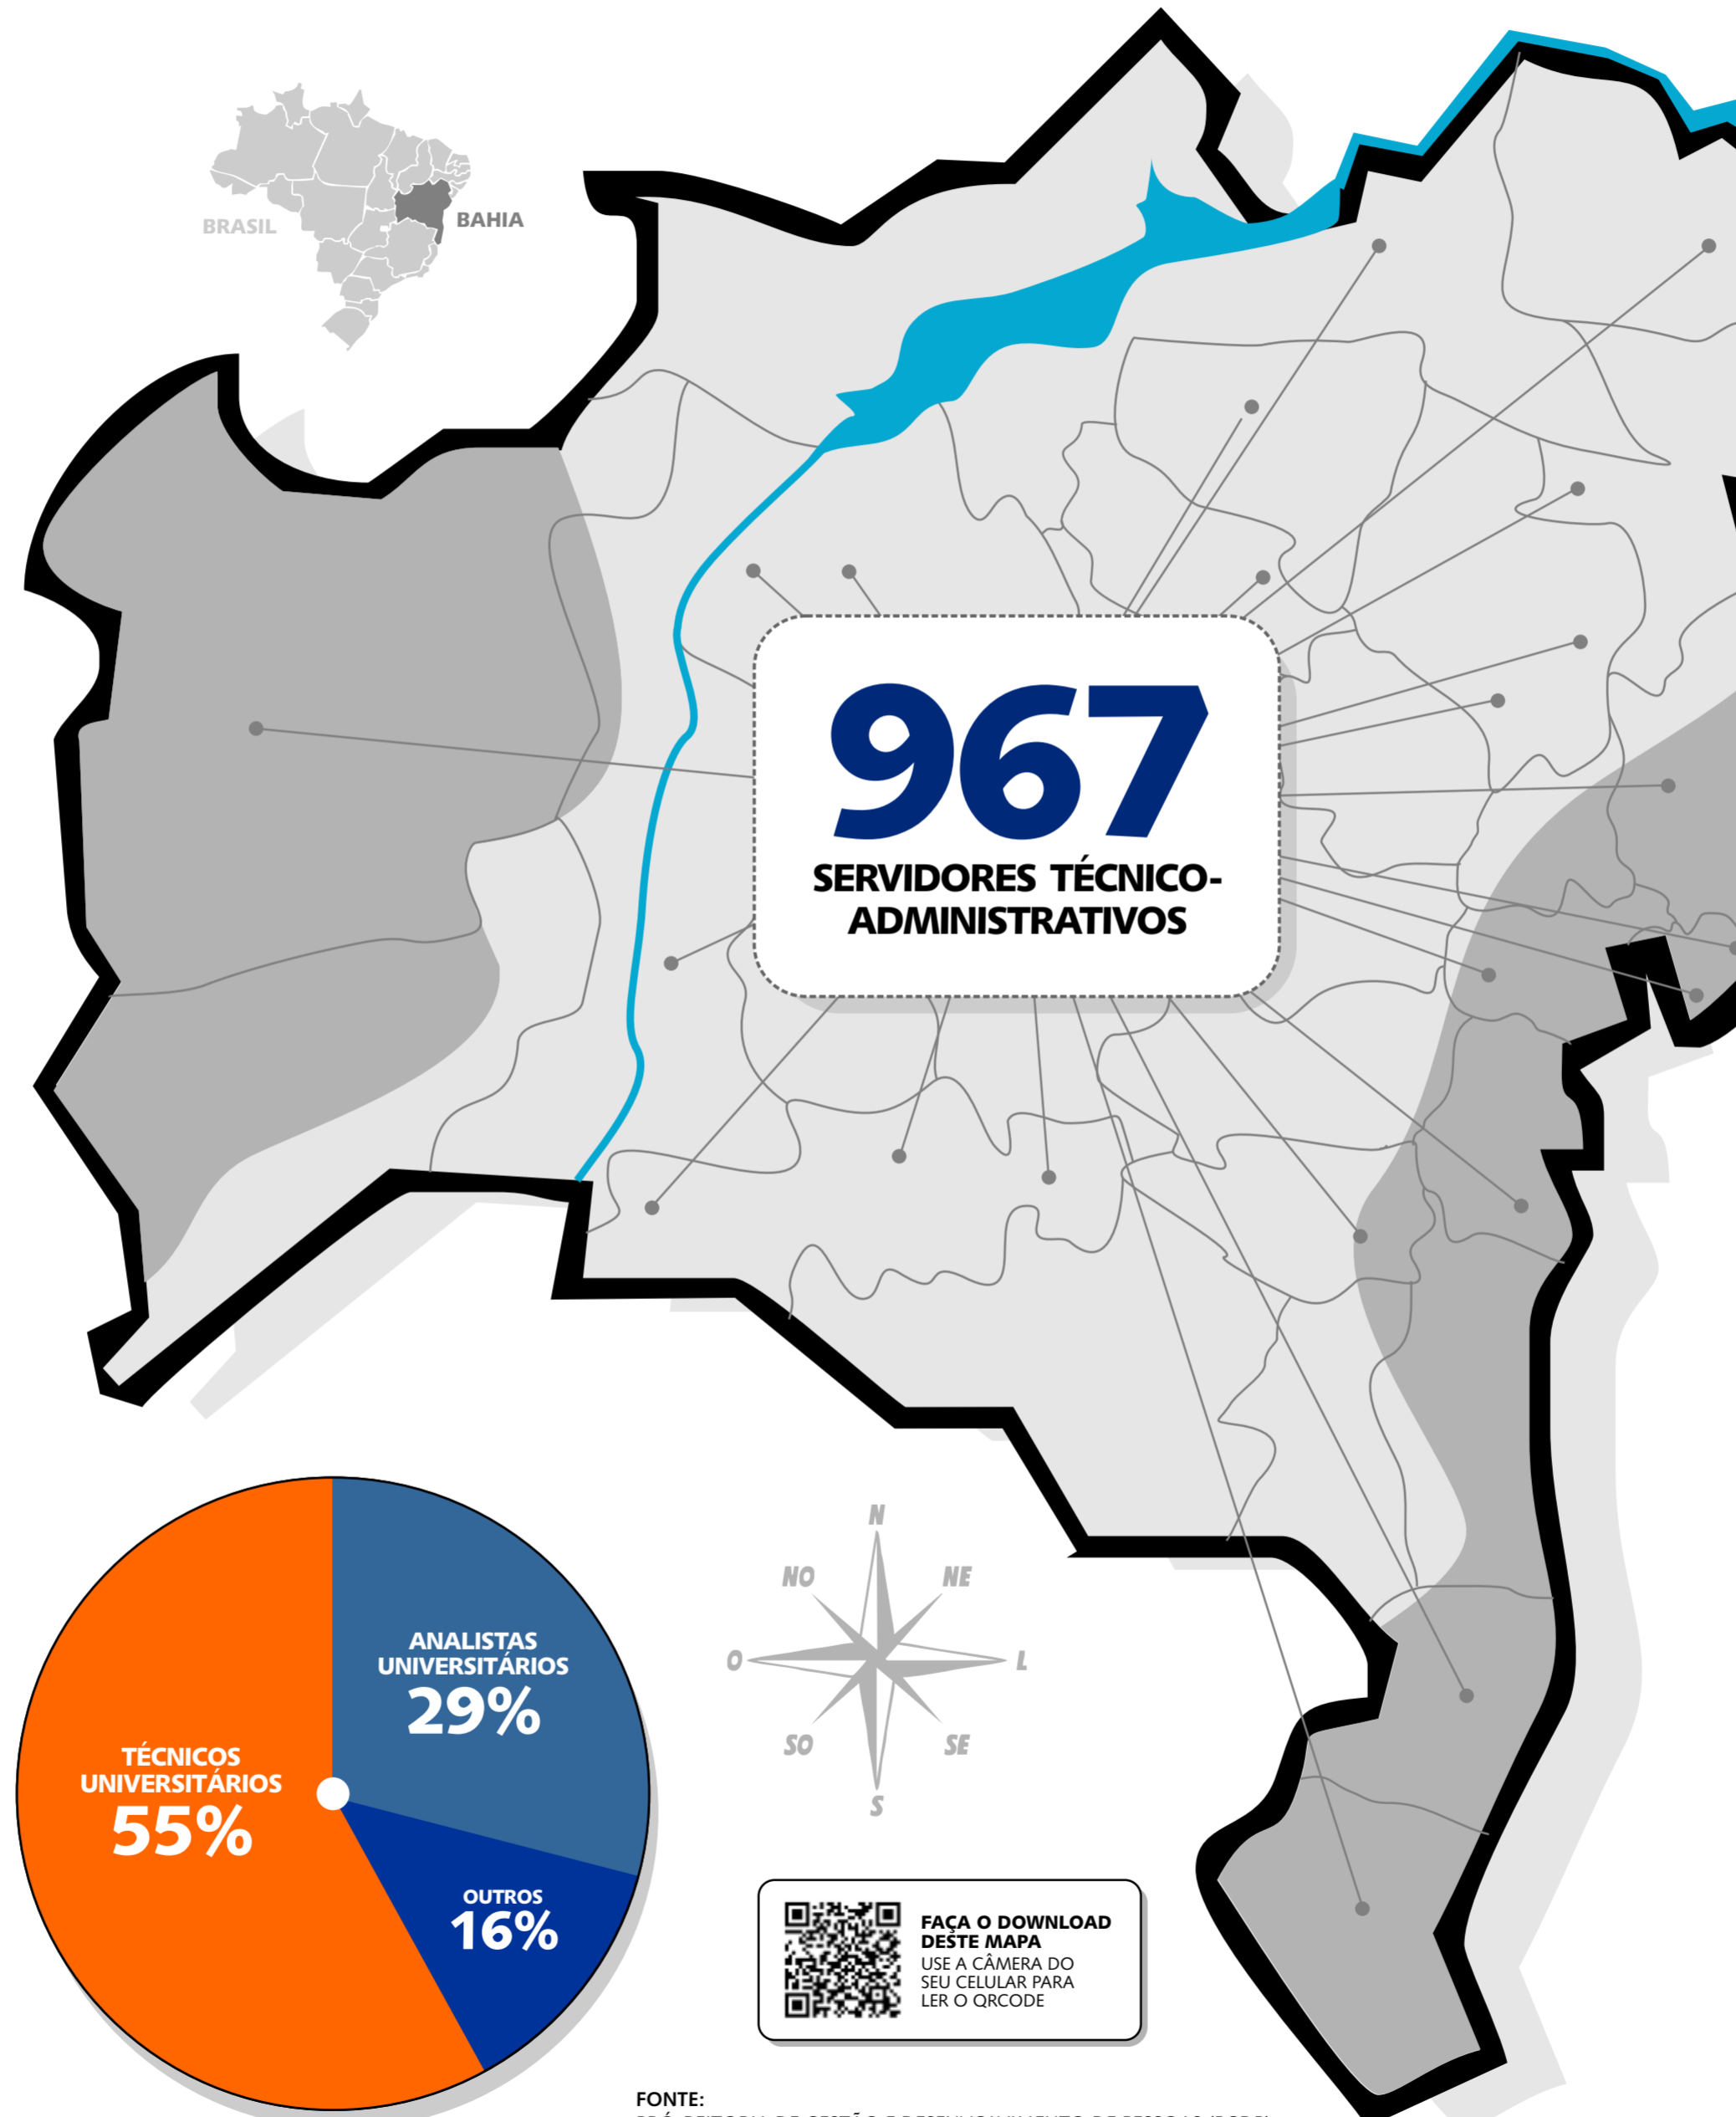 BRASIL
BAHIA
967
SERVIDORES TÉCNICO-
ADMINISTRATIVOS
ANALISTAS
UNIVERSITÁRIOS
29%
TÉCNICOS
UNIVERSITÁRIOS
55%
OUTROS
16%
N
NO
NE
O
L
SO
SE
S
FAÇA O DOWNLOAD
DESTE MAPA
USE A CÂMERA DO
SEU CELULAR PARA
LER O QRCODE
FONTE: